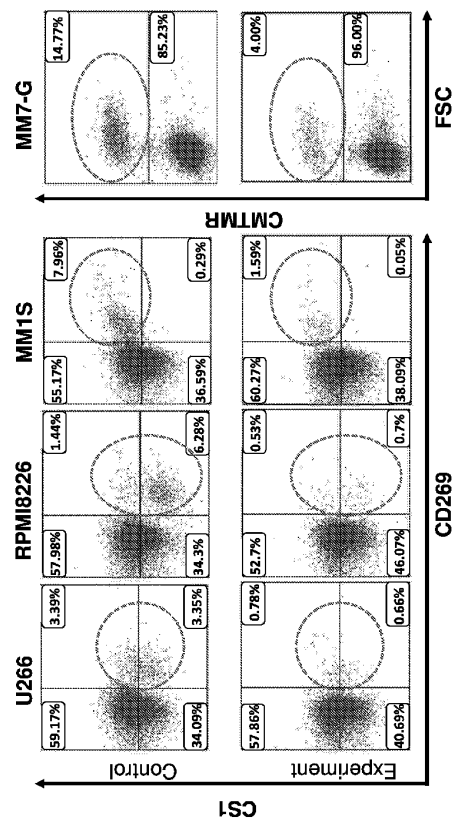 U266
RPMI8226
MM1S
MM7-G
59.17%
3.39%
34.09%
3.35%
57.98%
1.44%
34.3%
6.28%
55.17%
7.96%
36.59%
0.29%
14.77%
85.23%
Control
57.86%
0.78%
40.69%
0.66%
52.7%
0.53%
46.07%
0.7%
60.27%
1.59%
38.09%
0.05%
4.00%
96.00%
Experiment
CS1
CMTMR
CD269
FSC